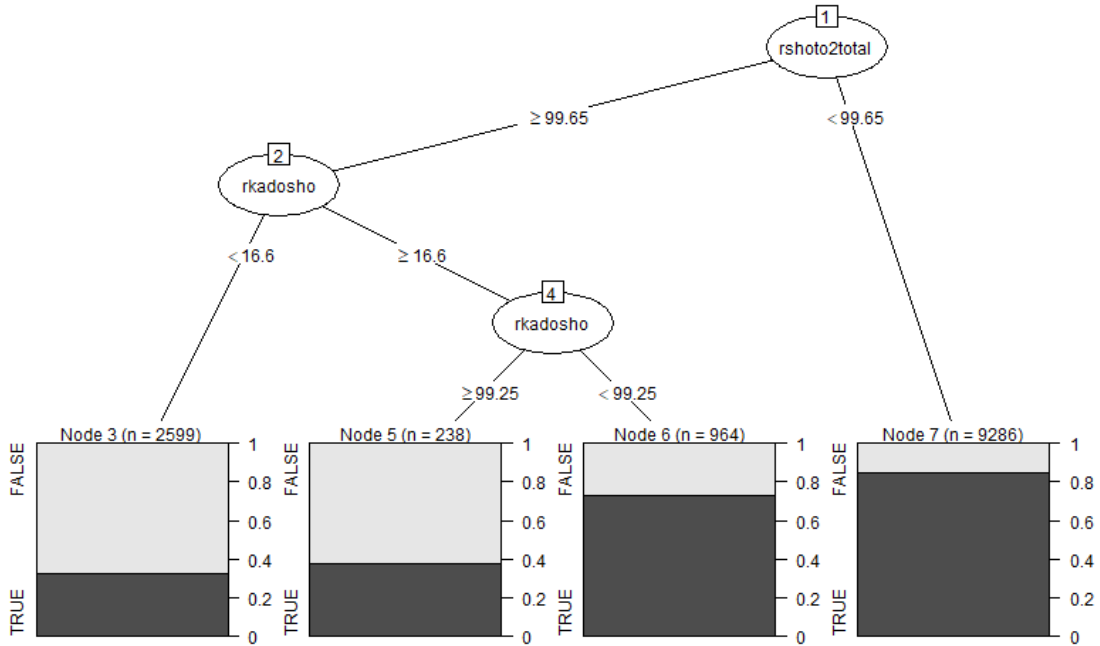 1
rshoto2total
≥ 99.65
< 99.65
2
rkadosho
< 16.6
≥ 16.6
4
rkadosho
≥ 99.25
< 99.25
Node 3 (n = 2599)
FALSE
TRUE
1
0.8
0.6
0.4
0.2
0
Node 5 (n = 238)
FALSE
TRUE
1
0.8
0.6
0.4
0.2
0
Node 6 (n = 964)
FALSE
TRUE
1
0.8
0.6
0.4
0.2
0
Node 7 (n = 9286)
FALSE
TRUE
1
0.8
0.6
0.4
0.2
0